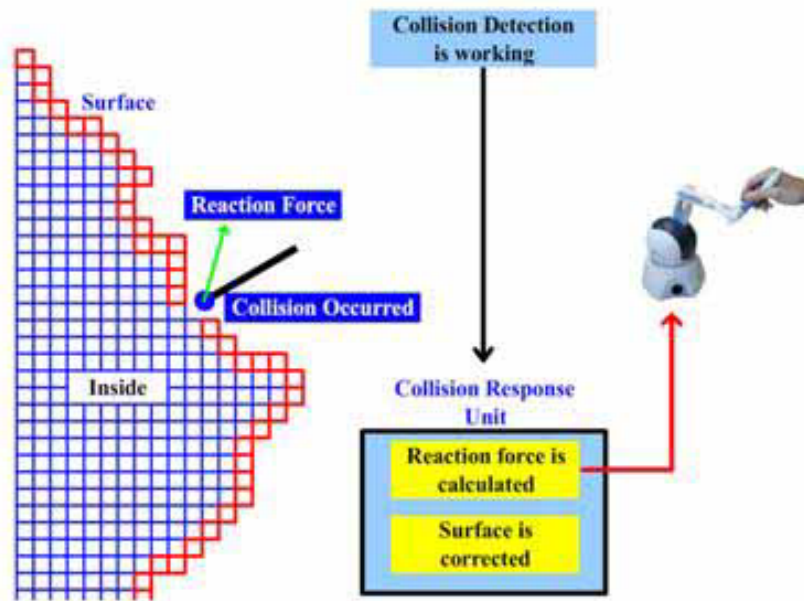 Collision Detection
is working
Surface
Reaction Force
Collision Occurred
Inside
Collision Response
Unit
Reaction force is
calculated
Surface is
corrected